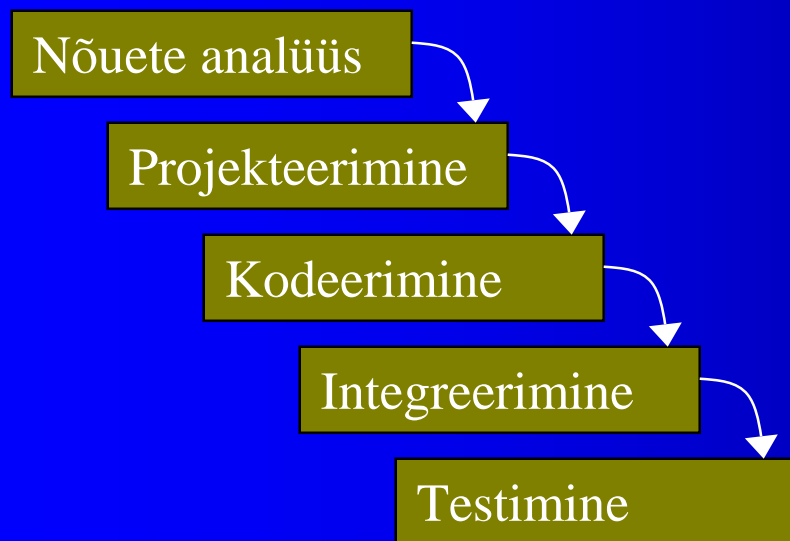 Nõuete analüüs
Projekteerimine
Kodeerimine
Integreerimine
Testimine